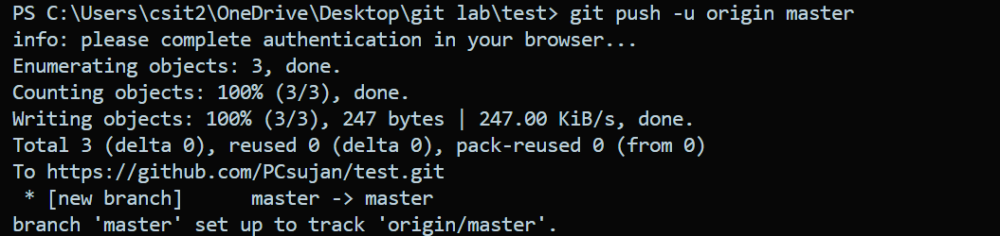 PS C:\Users\csit2\OneDrive\Desktop\git lab\test> git push -u origin master
info: please complete authentication in your browser...
Enumerating objects: 3, done.
Counting objects: 100% (3/3), done.
Writing objects: 100% (3/3), 247 bytes | 247.00 KiB/s, done.
Total 3 (delta 0), reused 0 (delta 0), pack-reused 0 (from 0)
To https://github.com/PCsujan/test.git
 * [new branch]      master -> master
branch 'master' set up to track 'origin/master'.